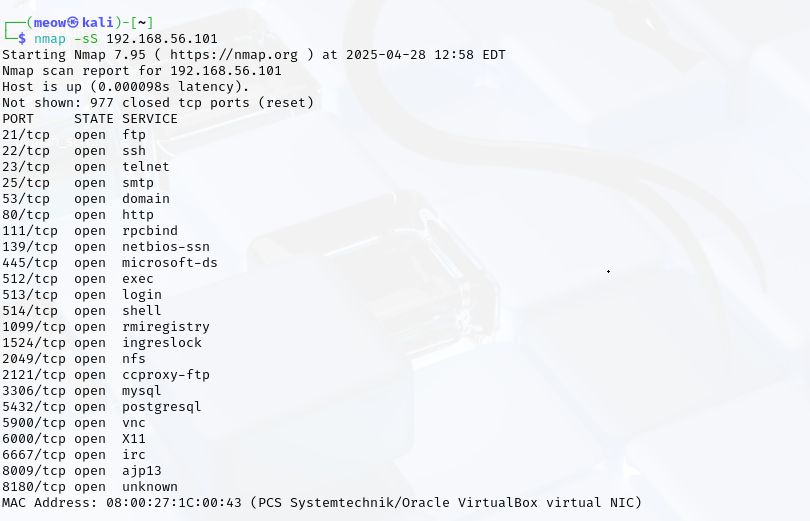 ┌──(meow㉿kali)-[~]
└─$ nmap -sS 192.168.56.101
Starting Nmap 7.95 ( https://nmap.org ) at 2025-04-28 12:58 EDT
Nmap scan report for 192.168.56.101
Host is up (0.000098s latency).
Not shown: 977 closed tcp ports (reset)
PORT     STATE SERVICE
21/tcp   open  ftp
22/tcp   open  ssh
23/tcp   open  telnet
25/tcp   open  smtp
53/tcp   open  domain
80/tcp   open  http
111/tcp  open  rpcbind
139/tcp  open  netbios-ssn
445/tcp  open  microsoft-ds
512/tcp  open  exec
513/tcp  open  login
514/tcp  open  shell
1099/tcp open  rmiregistry
1524/tcp open  ingreslock
2049/tcp open  nfs
2121/tcp open  ccproxy-ftp
3306/tcp open  mysql
5432/tcp open  postgresql
5900/tcp open  vnc
6000/tcp open  X11
6667/tcp open  irc
8009/tcp open  ajp13
8180/tcp open  unknown
MAC Address: 08:00:27:1C:00:43 (PCS Systemtechnik/Oracle VirtualBox virtual NIC)